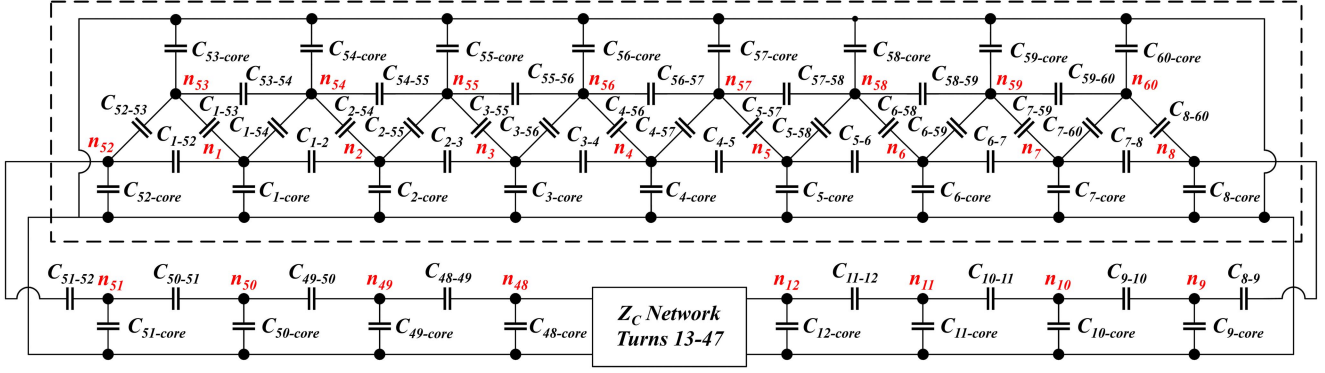 C53-core C54-core C55-core C56-core C57-core C58-core C59-core C60-core
n53 C53-54 n54 C54-55 n55 C55-56 n56 C56-57 n57 C57-58 n58 C58-59 n59 C59-60 n60
C52-53 C1-53 C1-54 C2-54 C2-55 C3-55 C3-56 C4-56 C4-57 C5-57 C5-58 C6-58 C6-59 C7-59 C7-60 C8-60
n52 C1-52 n1 C1-2 n2 C2-3 n3 C3-4 n4 C4-5 n5 C5-6 n6 C6-7 n7 C7-8 n8
C52-core C1-core C2-core C3-core C4-core C5-core C6-core C7-core C8-core
C51-52 n51 C50-51 n50 C49-50 n49 C48-49 n48 n12 C11-12 n11 C10-11 n10 C9-10 n9 C8-9
C51-core C50-core C49-core C48-core
ZC Network
Turns 13-47
C12-core C11-core C10-core C9-core